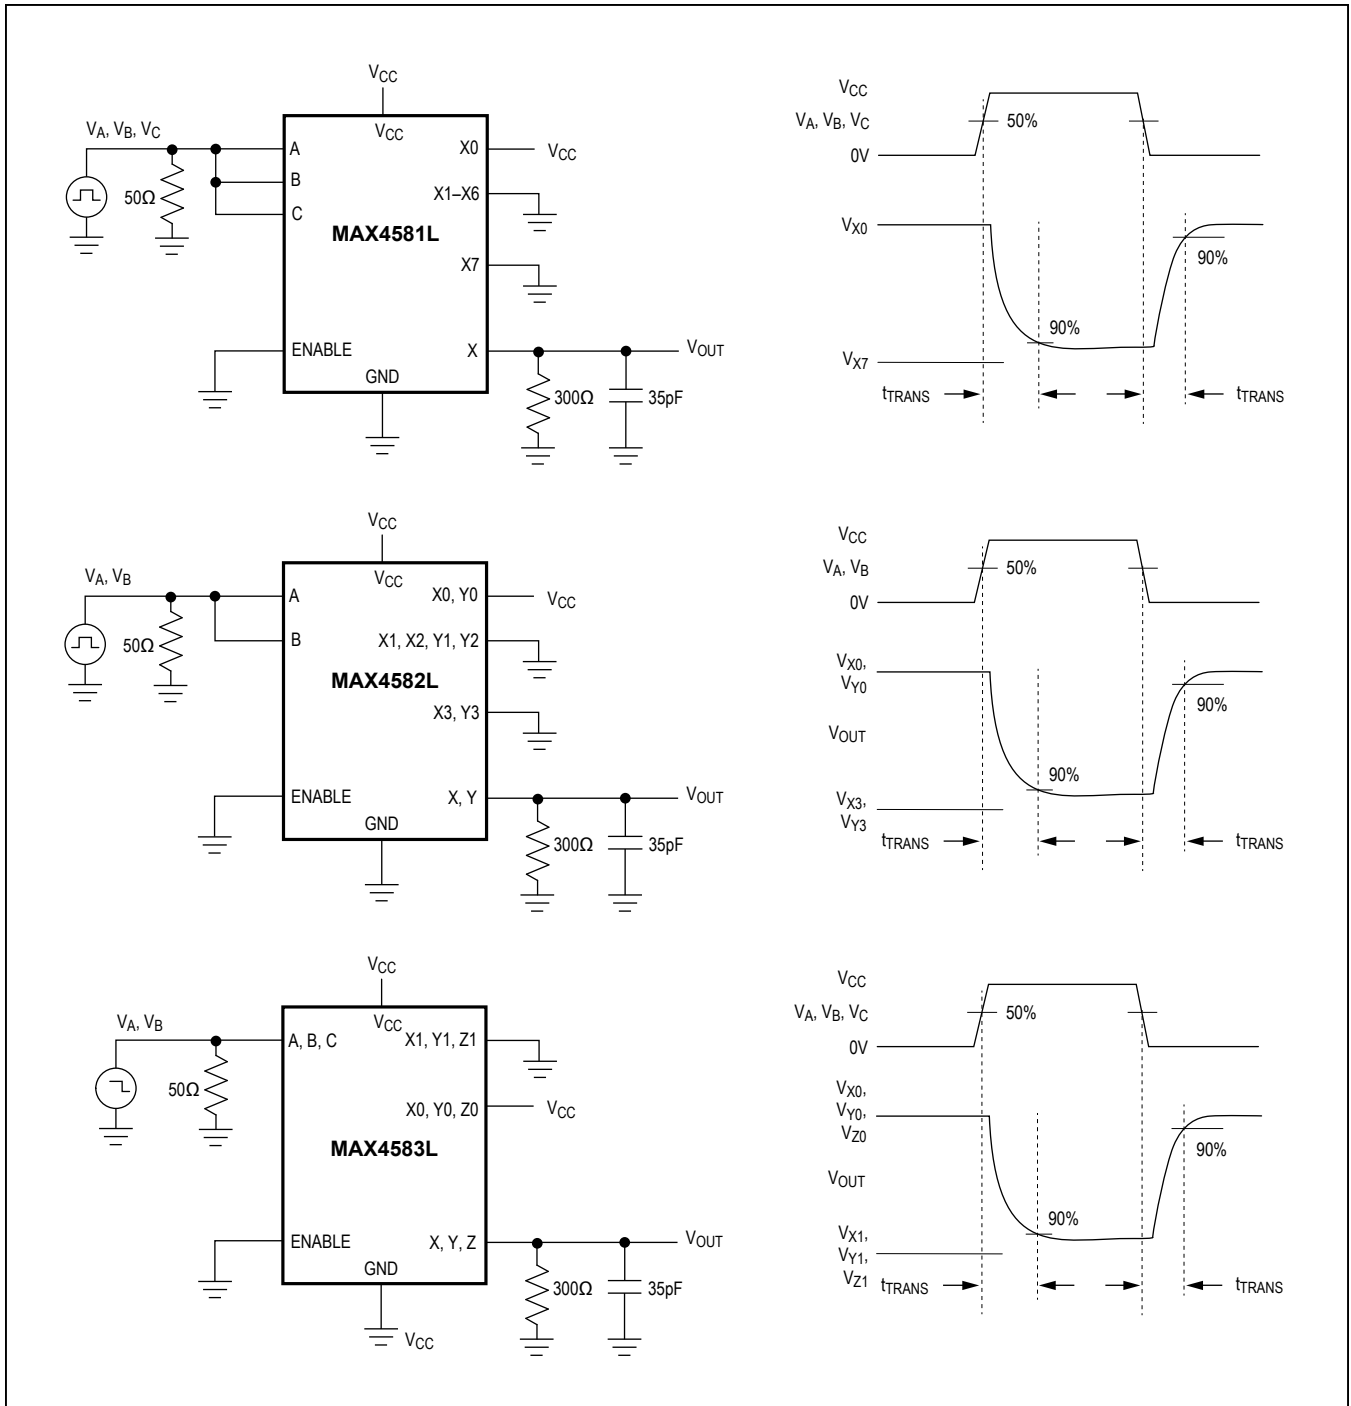 VCC
VCC
VA, VB, VC
50Ω
A
B
C
MAX4581L
X0
VCC
X1–X6
X7
ENABLE
X
VOUT
GND
300Ω
35pF
VCC
VA, VB, VC
50%
0V
VX0
90%
90%
VX7
tTRANS
tTRANS
VCC
VCC
VA, VB
50Ω
A
B
MAX4582L
X0, Y0
VCC
X1, X2, Y1, Y2
X3, Y3
ENABLE
X, Y
VOUT
GND
300Ω
35pF
VCC
VA, VB
50%
0V
VX0,
VY0
90%
VOUT
90%
VX3,
VY3
tTRANS
tTRANS
VCC
VCC
VA, VB
50Ω
A, B, C
X1, Y1, Z1
X0, Y0, Z0
VCC
MAX4583L
ENABLE
X, Y, Z
VOUT
GND
300Ω
35pF
VCC
VCC
VA, VB, VC
50%
0V
VX0,
VY0,
VZ0
90%
VOUT
90%
VX1,
VY1,
VZ1
tTRANS
tTRANS